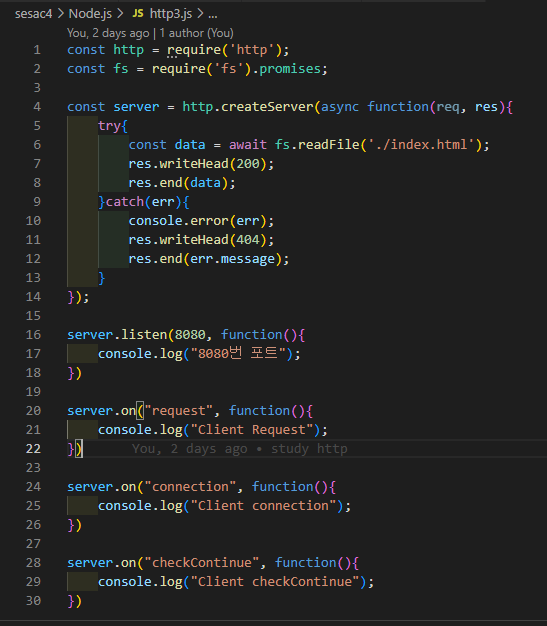 sesac4 > Node.js > JS http3.js > ...
You, 2 days ago | 1 author (You)
1 const http = require('http');
2 const fs = require('fs').promises;
3
4 const server = http.createServer(async function(req, res){
5     try{
6         const data = await fs.readFile('./index.html');
7         res.writeHead(200);
8         res.end(data);
9     }catch(err){
10         console.error(err);
11         res.writeHead(404);
12         res.end(err.message);
13     }
14 });
15
16 server.listen(8080, function(){
17     console.log("8080번 포트");
18 })
19
20 server.on("request", function(){
21     console.log("Client Request");
22 })     You, 2 days ago • study http
23
24 server.on("connection", function(){
25     console.log("Client connection");
26 })
27
28 server.on("checkContinue", function(){
29     console.log("Client checkContinue");
30 })